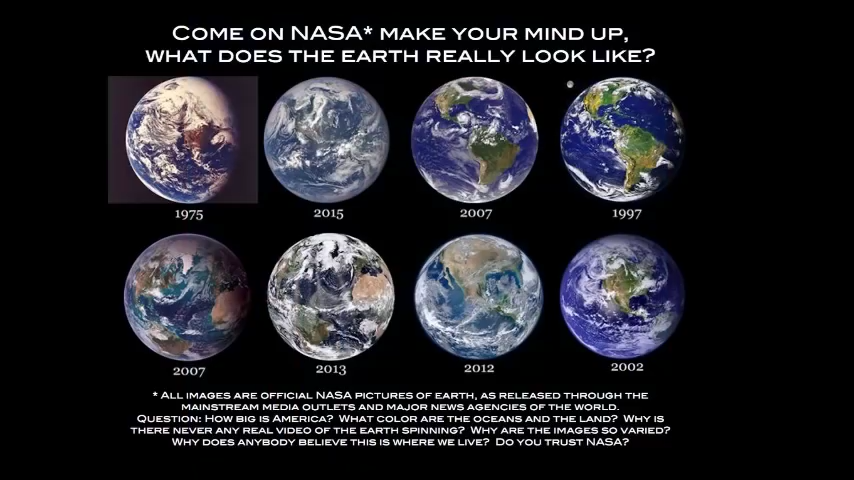 Come on NASA* make your mind up,
what does the earth really look like?
1975
2015
2007
1997
2007
2013
2012
2002
* All images are official NASA pictures of earth, as released through the
mainstream media outlets and major news agencies of the world.
Question: How big is America? What color are the oceans and the land? Why is
there never any real video of the earth spinning? Why are the images so varied?
Why does anybody believe this is where we live? Do you trust NASA?